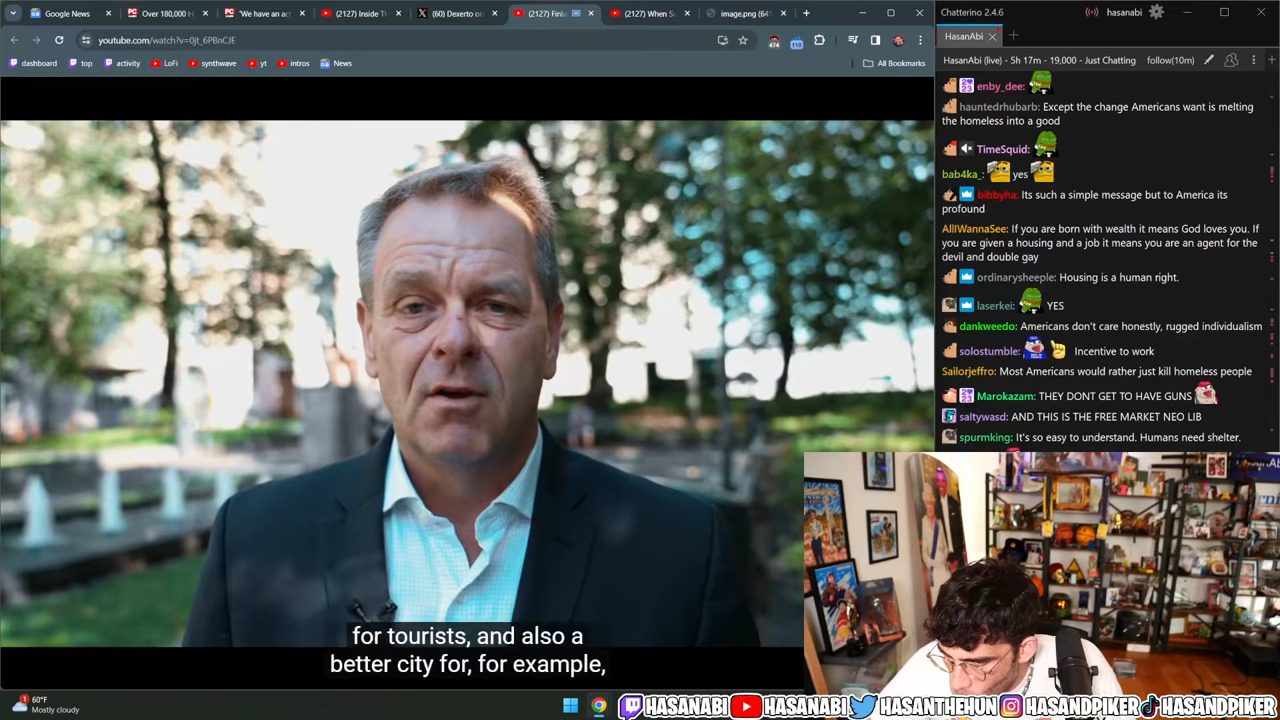 Google News
Over 180,000 H
"We have an act
(2127) Inside T
(60) Dexerto on
(2127) Finla
(2127) When Su
image.png (641
youtube.com/watch?v=0jt_6PBnCJE
474
110
dashboard
top
activity
LoFi
synthwave
yt
intros
News
All Bookmarks
for tourists, and also a
better city for, for example,
Chatterino 2.4.6
hasanabi
HasanAbi
HasanAbi (live) - 5h 17m - 19,000 - Just Chatting
follow(10m)
enby_dee:
hauntedrhubarb: Except the change Americans want is melting
the homeless into a good
TimeSquid:
bab4ka_: yes
bibbyha: Its such a simple message but to America its
profound
AllIWannaSee: If you are born with wealth it means God loves you. If
you are given a housing and a job it means you are an agent for the
devil and double gay
ordinarysheeple: Housing is a human right.
laserkei: YES
dankweedo: Americans don't care honestly, rugged individualism
solostumble: Incentive to work
Sailorjeffro: Most Americans would rather just kill homeless people
Marokazam: THEY DONT GET TO HAVE GUNS
saltywasd: AND THIS IS THE FREE MARKET NEO LIB
spurmking: It's so easy to understand. Humans need shelter.
1
60°F
Mostly cloudy
HASANABI
HASANABI
HASANTHEHUN
HASANDPIKER
HASANDPIKER